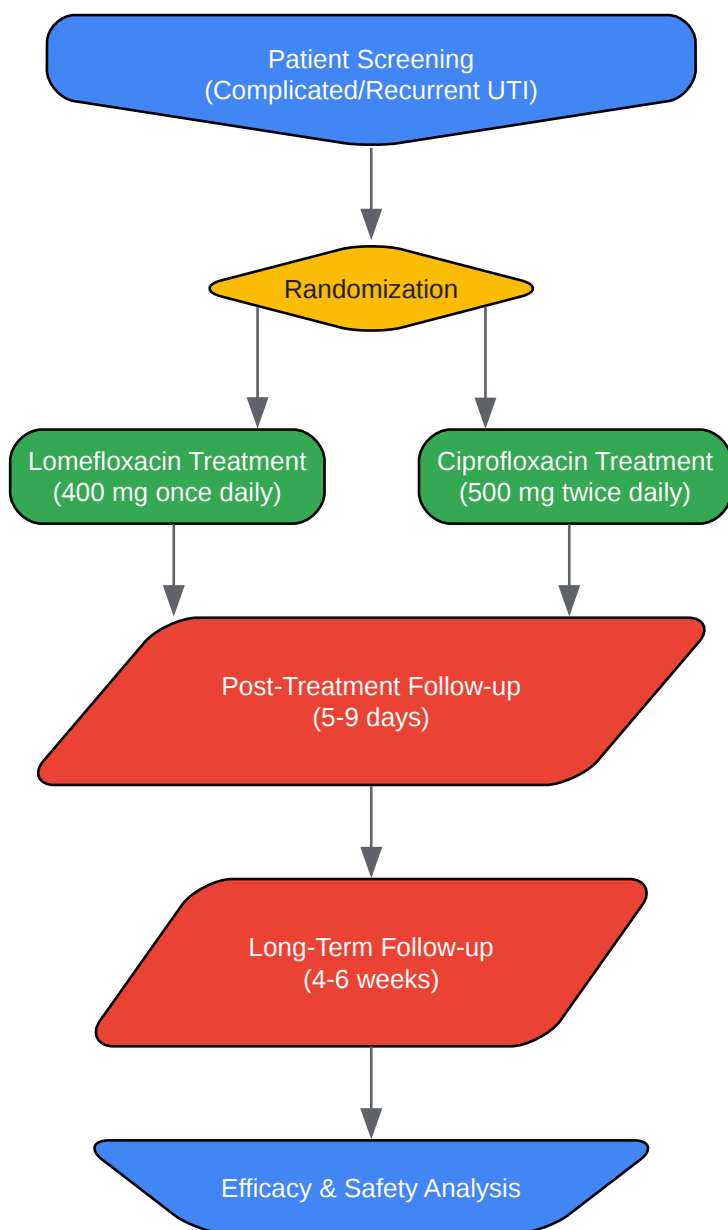 Patient Screening
(Complicated/Recurrent UTI)
Randomization
Lomefloxacin Treatment
(400 mg once daily)
Ciprofloxacin Treatment
(500 mg twice daily)
Post-Treatment Follow-up
(5-9 days)
Long-Term Follow-up
(4-6 weeks)
Efficacy & Safety Analysis